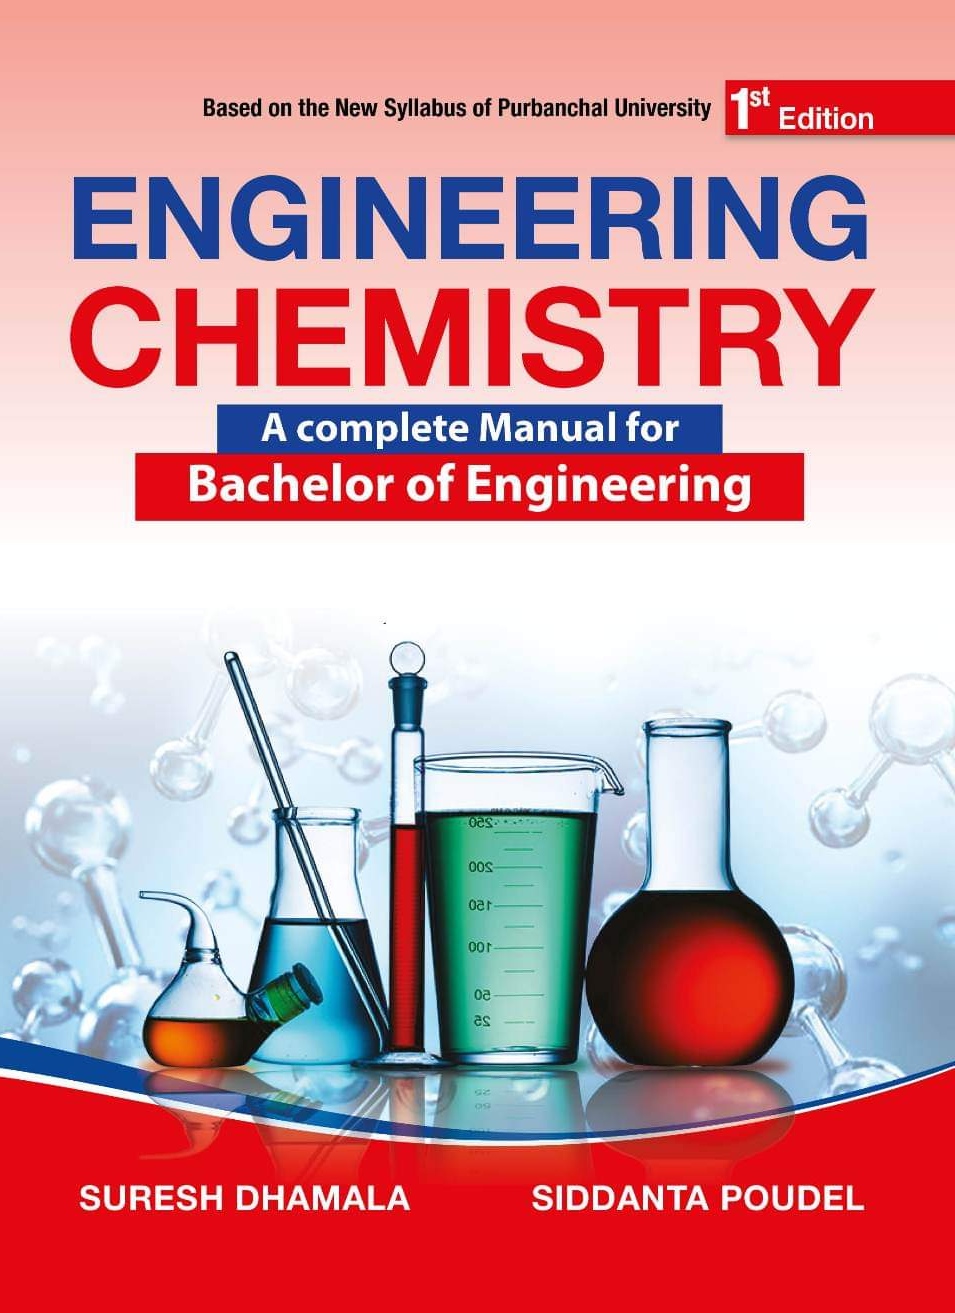 Based on the New Syllabus of Purbanchal University
1st Edition
ENGINEERING
CHEMISTRY
A complete Manual for
Bachelor of Engineering
250
200
150
100
50
25
SURESH DHAMALA
SIDDANTA POUDEL